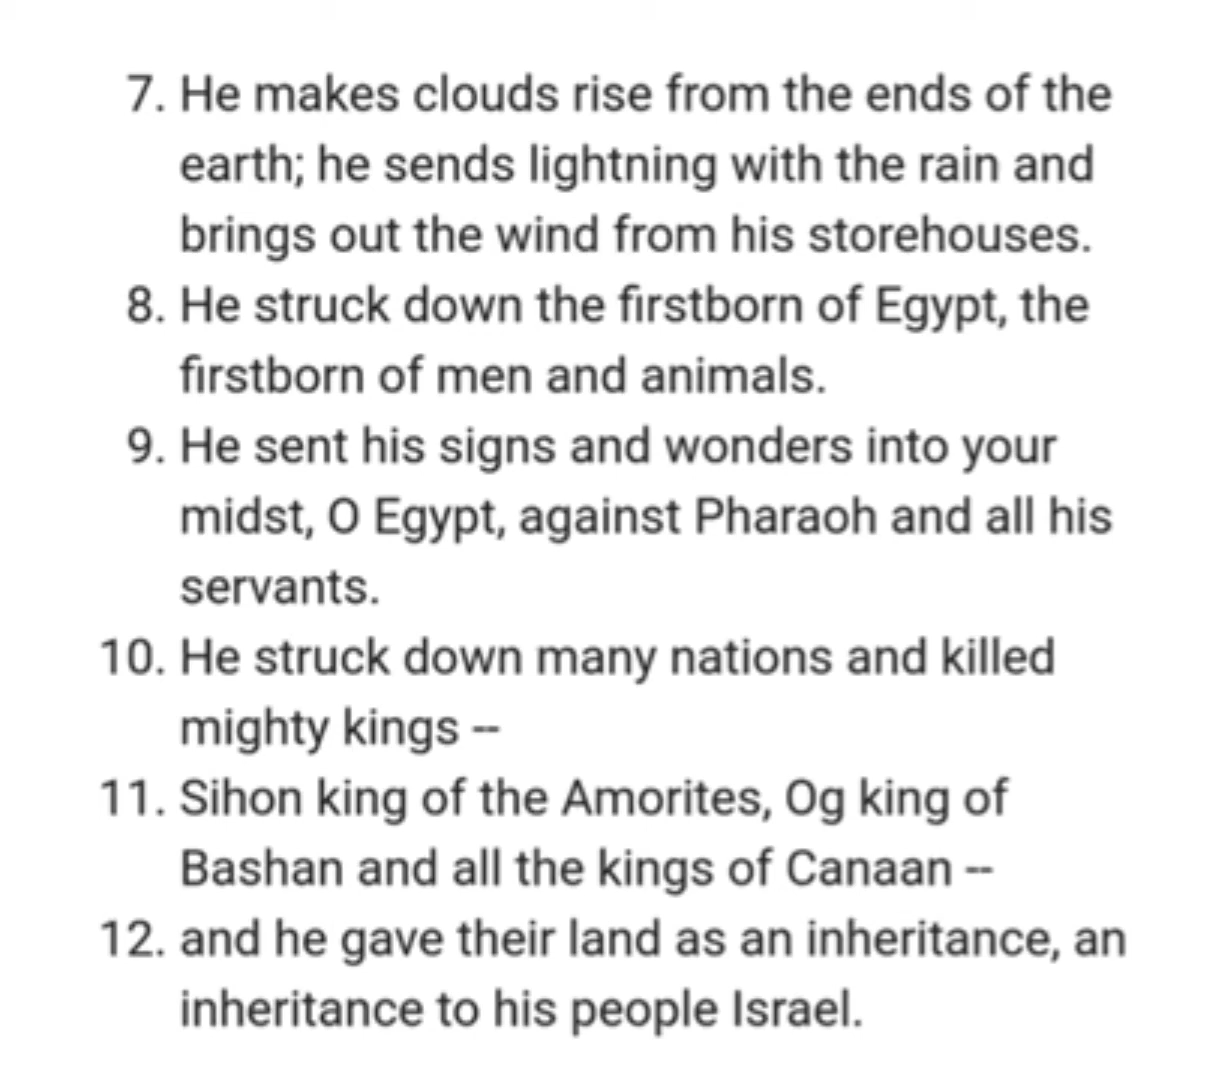 7. He makes clouds rise from the ends of the
earth; he sends lightning with the rain and
brings out the wind from his storehouses.
8. He struck down the firstborn of Egypt, the
firstborn of men and animals.
9. He sent his signs and wonders into your
midst, O Egypt, against Pharaoh and all his
servants.
10. He struck down many nations and killed
mighty kings --
11. Sihon king of the Amorites, Og king of
Bashan and all the kings of Canaan --
12. and he gave their land as an inheritance, an
inheritance to his people Israel.